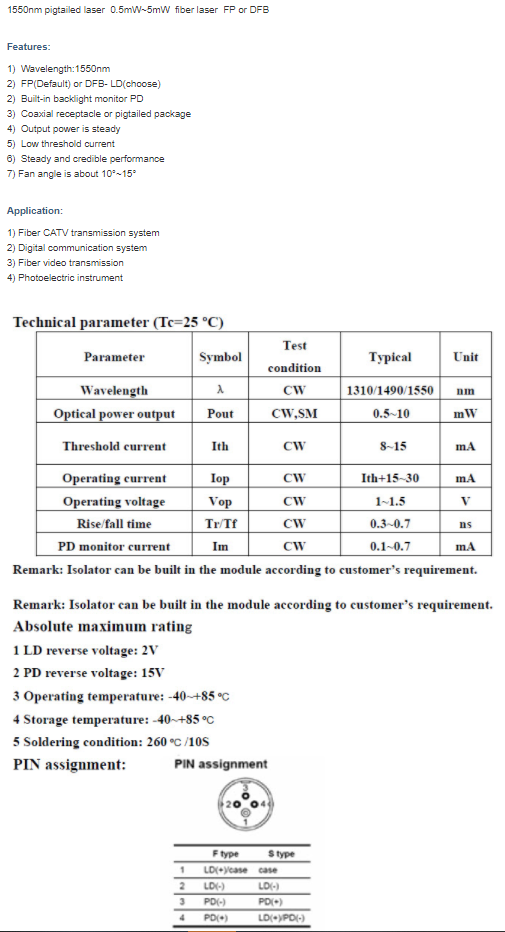 1550nm pigtailed laser 0.5mW~5mW fiber laser FP or DFB
Features:
1) Wavelength:1550nm
2) FP(Default) or DFB- LD(choose)
2) Built-in backlight monitor PD
3) Coaxial receptacle or pigtailed package
4) Output power is steady
5) Low threshold current
6) Steady and credible performance
7) Fan angle is about 10°~15°
Application:
1) Fiber CATV transmission system
2) Digital communication system
3) Fiber video transmission
4) Photoelectric instrument
Technical parameter (Tc=25 °C)
Parameter Symbol Test condition Typical Unit
Wavelength λ CW 1310/1490/1550 nm
Optical power output Pout CW,SM 0.5~10 mW
Threshold current Ith CW 8~15 mA
Operating current Iop CW Ith+15~30 mA
Operating voltage Vop CW 1~1.5 V
Rise/fall time Tr/Tf CW 0.3~0.7 ns
PD monitor current Im CW 0.1~0.7 mA
Remark: Isolator can be built in the module according to customer's requirement.
Remark: Isolator can be built in the module according to customer's requirement.
Absolute maximum rating
1 LD reverse voltage: 2V
2 PD reverse voltage: 15V
3 Operating temperature: -40~+85 °C
4 Storage temperature: -40~+85 °C
5 Soldering condition: 260 °C /10S
PIN assignment:
PIN assignment
3
2 4
1
F type S type
1 LD(+)/case case
2 LD(-) LD(-)
3 PD(-) PD(+)
4 PD(+) LD(+)/PD(-)